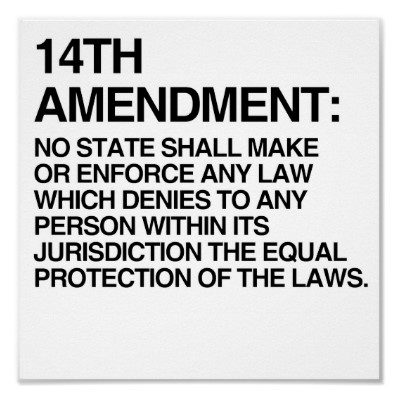 14TH
AMENDMENT:
NO STATE SHALL MAKE
OR ENFORCE ANY LAW
WHICH DENIES TO ANY
PERSON WITHIN ITS
JURISDICTION THE EQUAL
PROTECTION OF THE LAWS.